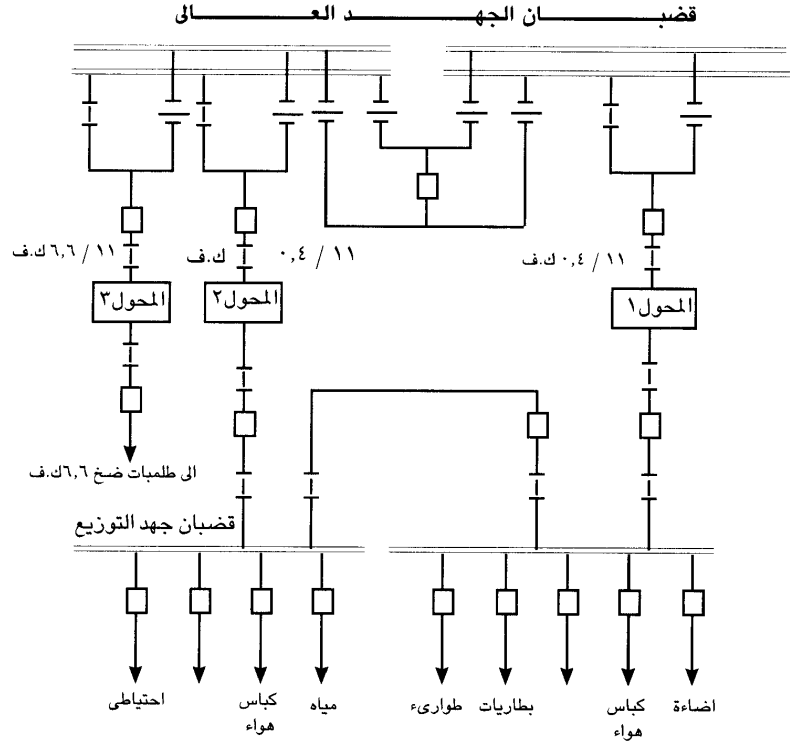 قضبان الجهد العالى
١١ / ٠,٤ ك.ف
١١ / ٠,٤ ك.ف
١١ / ٦,٦ ك.ف
المحول١
المحول٢
المحول٣
الى طلمبات ضخ ٦,٦ك.ف
قضبان جهد التوزيع
اضاءة
كباس
هواء
بطاريات
طوارىء
مياه
كباس
هواء
احتياطى